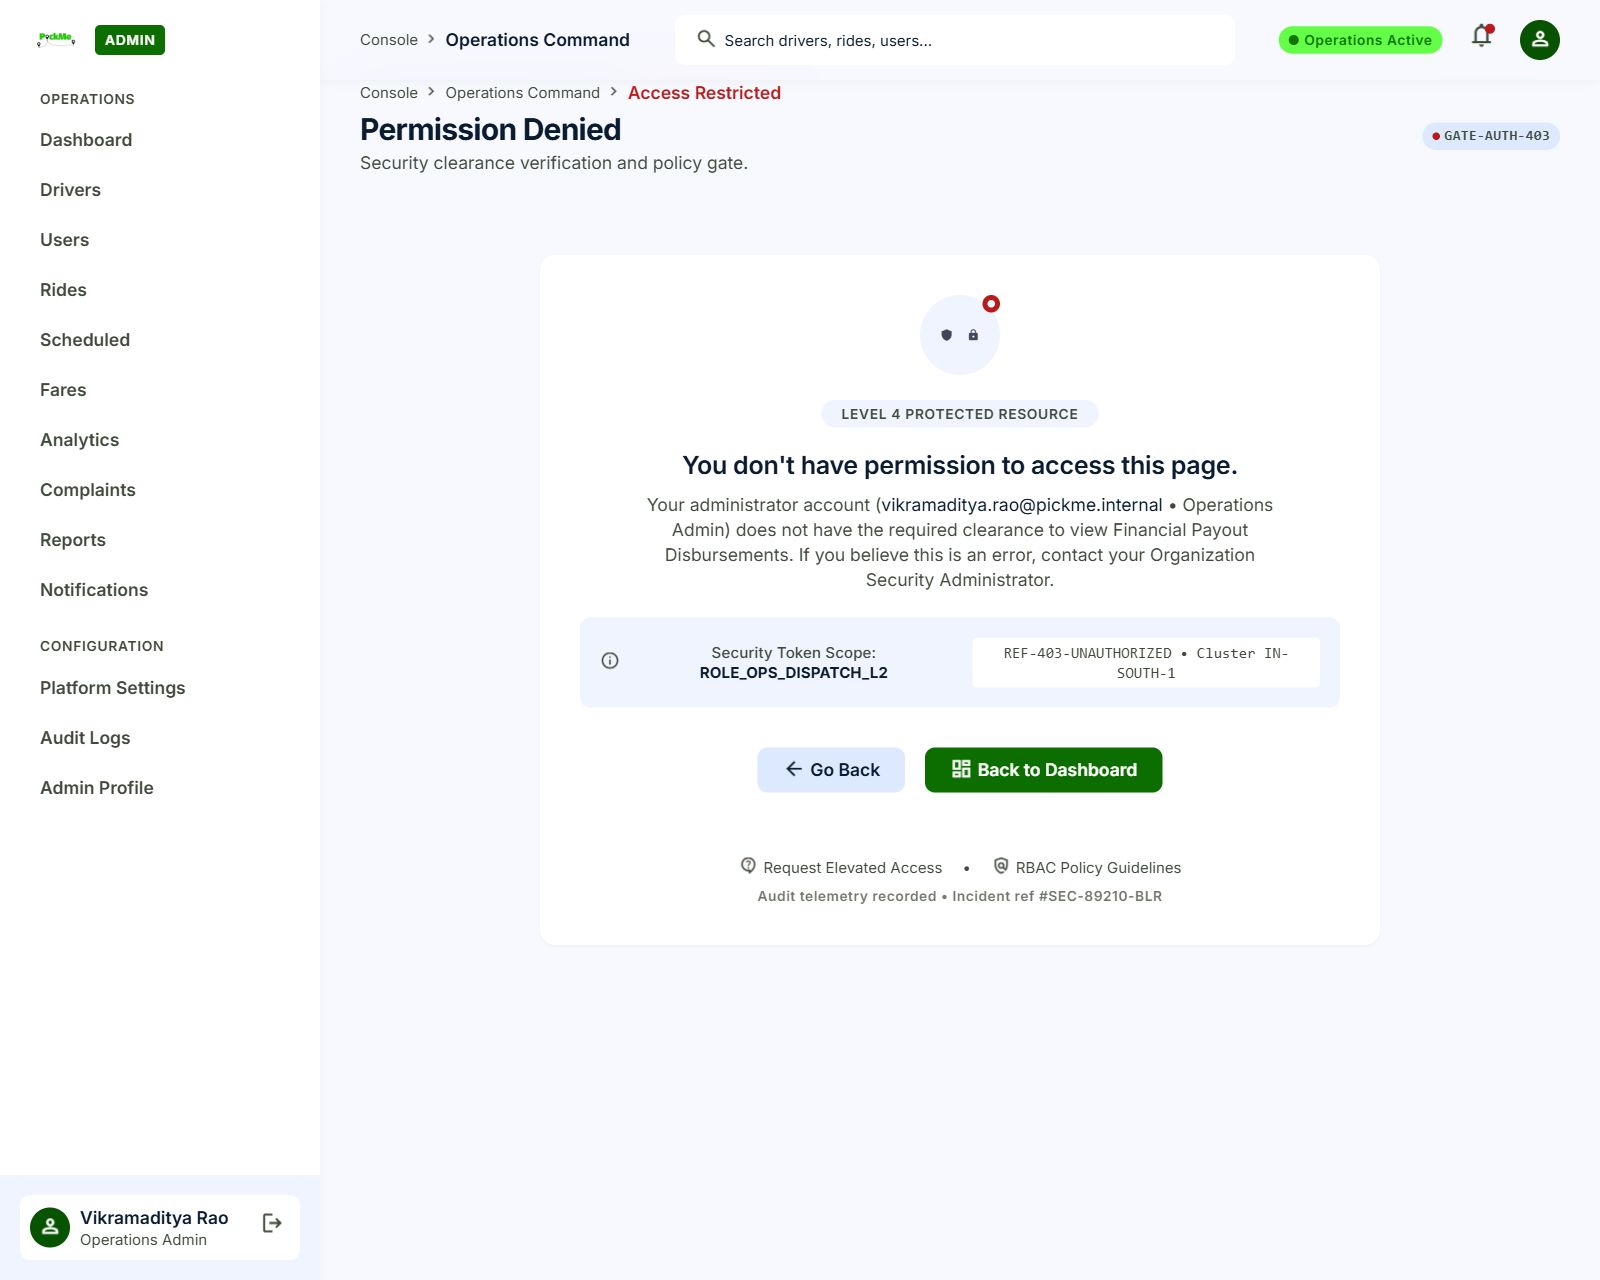 PickMe
ADMIN
OPERATIONS
Dashboard
Drivers
Users
Rides
Scheduled
Fares
Analytics
Complaints
Reports
Notifications
CONFIGURATION
Platform Settings
Audit Logs
Admin Profile
Vikramaditya Rao
Operations Admin
Console > Operations Command
Search drivers, rides, users...
Operations Active
Console > Operations Command > Access Restricted
Permission Denied
Security clearance verification and policy gate.
GATE-AUTH-403
LEVEL 4 PROTECTED RESOURCE
You don't have permission to access this page.
Your administrator account (vikramaditya.rao@pickme.internal • Operations
Admin) does not have the required clearance to view Financial Payout
Disbursements. If you believe this is an error, contact your Organization
Security Administrator.
Security Token Scope:
ROLE_OPS_DISPATCH_L2
REF-403-UNAUTHORIZED • Cluster IN-
SOUTH-1
Go Back
Back to Dashboard
Request Elevated Access • RBAC Policy Guidelines
Audit telemetry recorded • Incident ref #SEC-89210-BLR